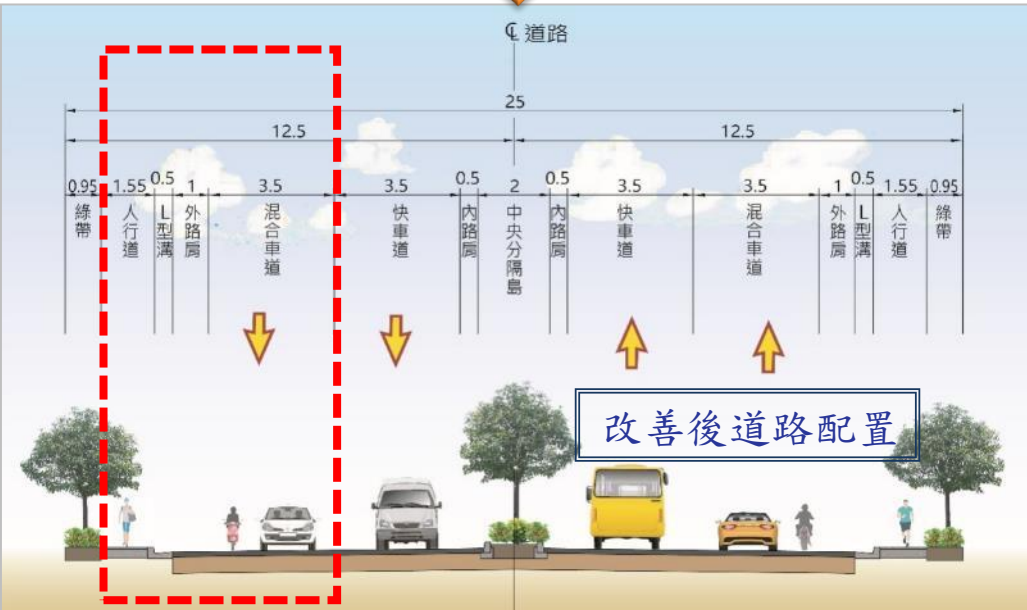 ℄ 道路
25
12.5 12.5
0.95 1.55 0.5 1 3.5 3.5 0.5 2 0.5 3.5 3.5 1 0.5 1.55 0.95
綠帶
人行道
L型溝
外路肩
混合車道
快車道
內路肩
中央分隔島
內路肩
快車道
混合車道
外路肩
L型溝
人行道
綠帶
改善後道路配置